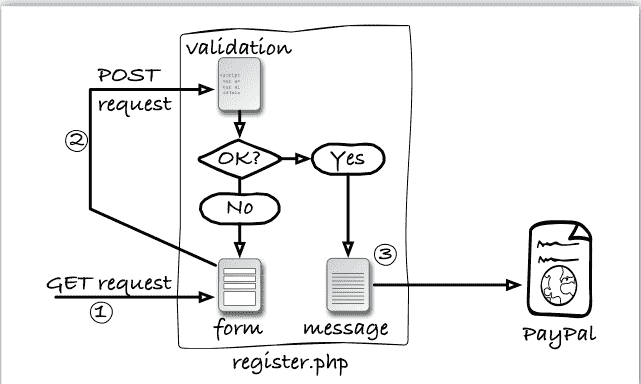 validation
POST
request
2
OK?
Yes
No
3
GET request
1
form
message
PayPal
register.php